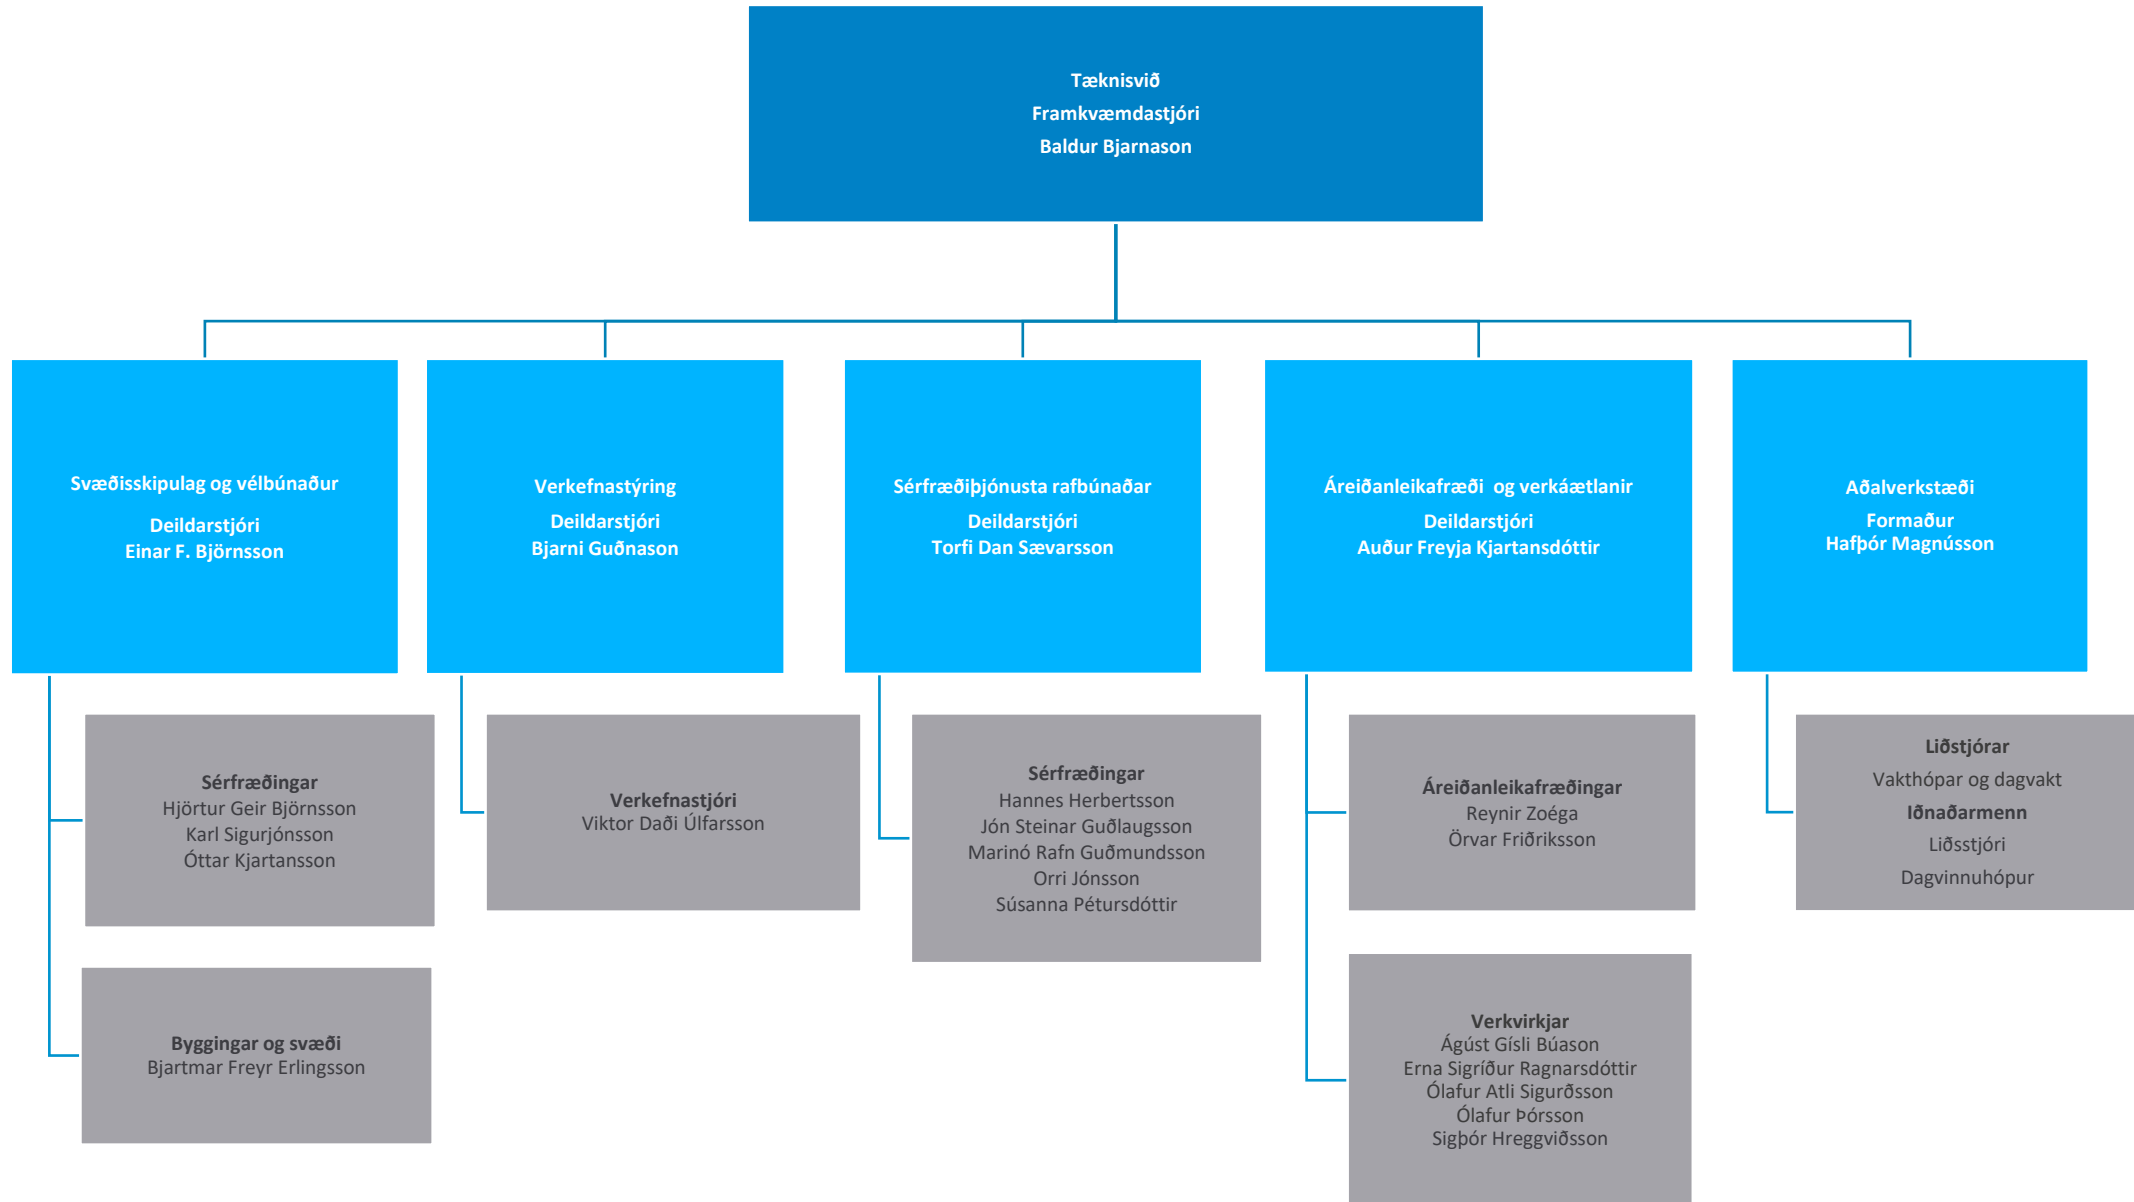 Tæknisvið
Framkvæmdastjóri
Baldur Bjarnason
Svæðisskipulag og vélbúnaður
Deildarstjóri
Einar F. Björnsson
Verkefnastýring
Deildarstjóri
Bjarni Guðnason
Sérfræðiþjónusta rafbúnaðar
Deildarstjóri
Torfi Dan Sævarsson
Áreiðanleikafræði og verkáætlanir
Deildarstjóri
Auður Freyja Kjartansdóttir
Aðalverkstæði
Formaður
Hafþór Magnússon
Sérfræðingar
Hjörtur Geir Björnsson
Karl Sigurjónsson
Óttar Kjartansson
Byggingar og svæði
Bjartmar Freyr Erlingsson
Verkefnastjóri
Viktor Daði Úlfarsson
Sérfræðingar
Hannes Herbertsson
Jón Steinar Guðlaugsson
Marinó Rafn Guðmundsson
Orri Jónsson
Súsanna Pétursdóttir
Áreiðanleikafræðingar
Reynir Zoéga
Örvar Friðriksson
Verkvirkjar
Ágúst Gísli Búason
Erna Sigríður Ragnarsdóttir
Ólafur Atli Sigurðsson
Ólafur Þórsson
Sigþór Hreggviðsson
Liðstjórar
Vakthópar og dagvakt
Iðnaðarmenn
Liðsstjóri
Dagvinnuhópur